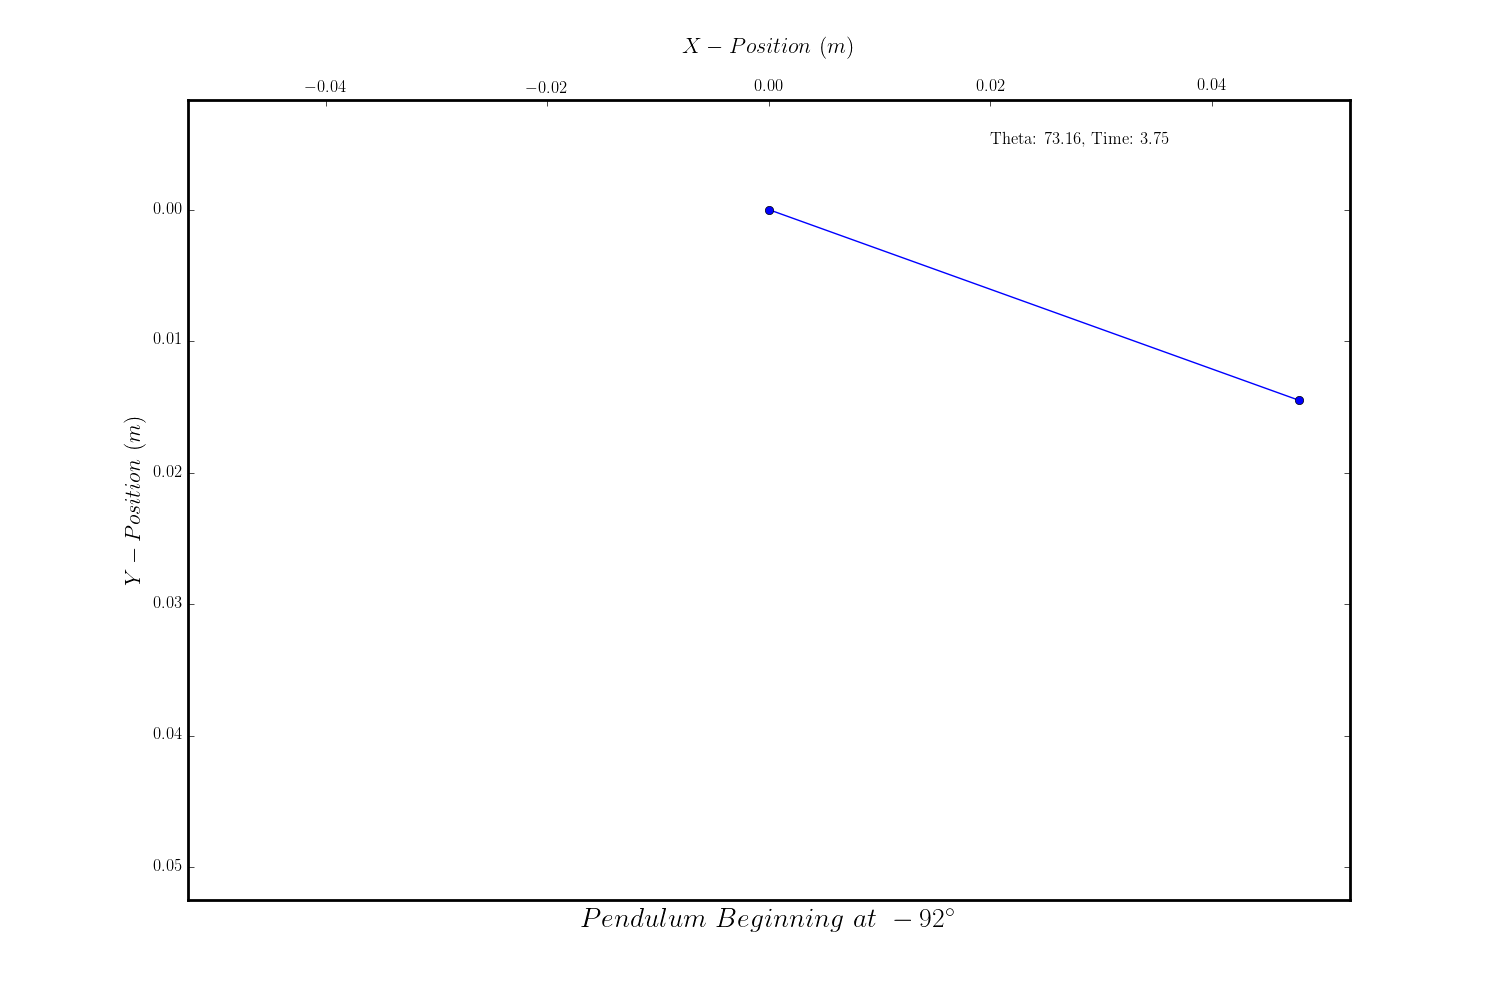 X − Position (m)
−0.04 −0.02 0.00 0.02 0.04
Theta: 73.16, Time: 3.75
0.00
0.01
0.02
0.03
0.04
0.05
Y − Position (m)
Pendulum Beginning at − 92°